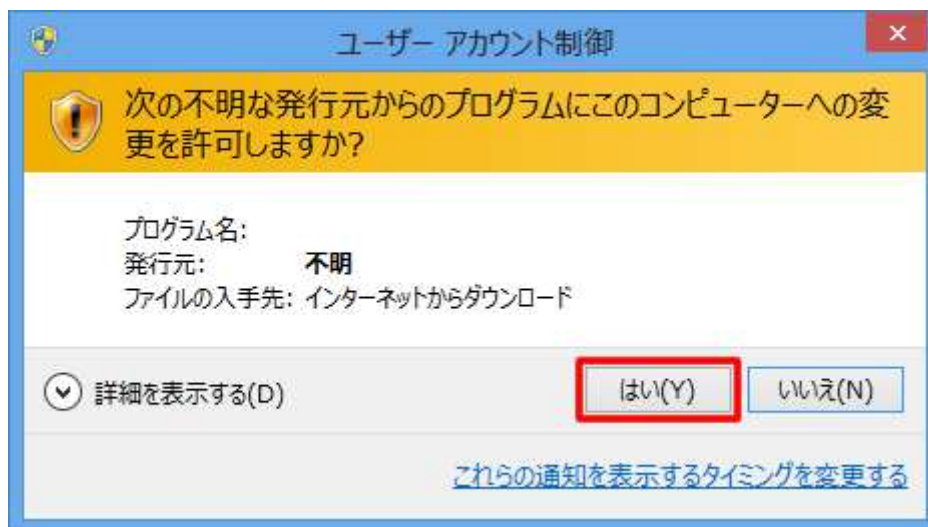 ユーザー アカウント制御
次の不明な発行元からのプログラムにこのコンピューターへの変
更を許可しますか?
プログラム名:
発行元: 不明
ファイルの入手先: インターネットからダウンロード
詳細を表示する(D)
はい(Y)
いいえ(N)
これらの通知を表示するタイミングを変更する